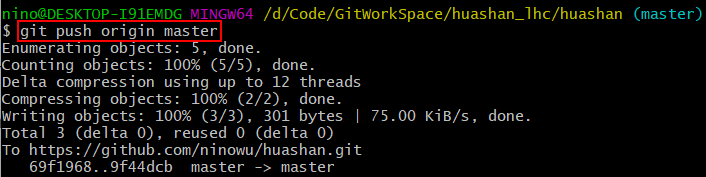 nino@DESKTOP-I91EMDG MINGW64 /d/Code/GitWorkSpace/huashan_lhc/huashan (master)
$ git push origin master
Enumerating objects: 5, done.
Counting objects: 100% (5/5), done.
Delta compression using up to 12 threads
Compressing objects: 100% (2/2), done.
Writing objects: 100% (3/3), 301 bytes | 75.00 KiB/s, done.
Total 3 (delta 0), reused 0 (delta 0)
To https://github.com/ninowu/huashan.git
   69f1968..9f44dcb  master -> master